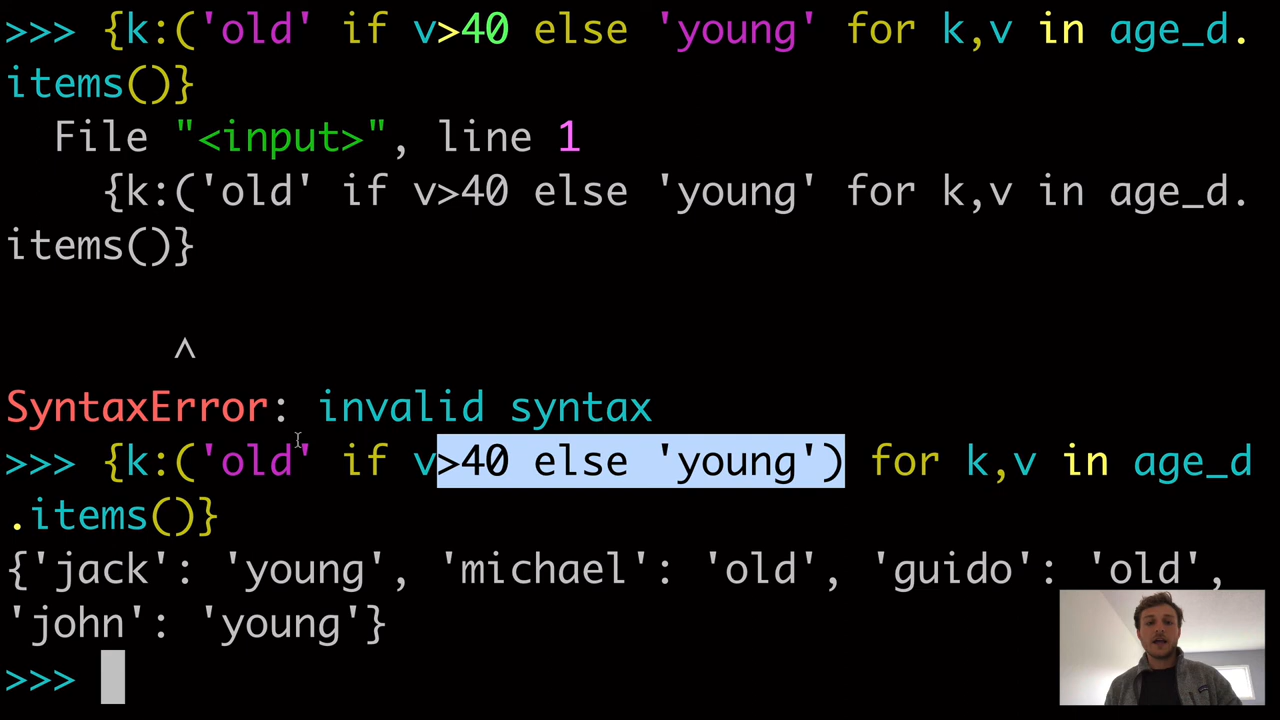 >>> {k:('old' if v>40 else 'young' for k,v in age_d.
items()}
File "<input>", line 1
{k:('old' if v>40 else 'young' for k,v in age_d.
items()}
^
SyntaxError: invalid syntax
>>> {k:('old' if v>40 else 'young') for k,v in age_d
.items()}
{'jack': 'young', 'michael': 'old', 'guido': 'old',
'john': 'young'}
>>>